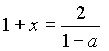 1 + x = 2 / (1 − a)